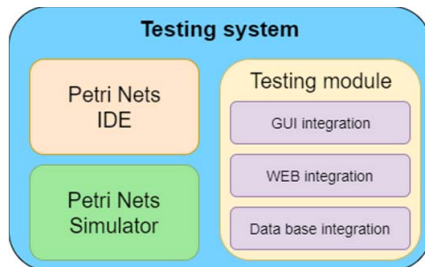 Testing system
Petri Nets
IDE
Petri Nets
Simulator
Testing module
GUI integration
WEB integration
Data base integration